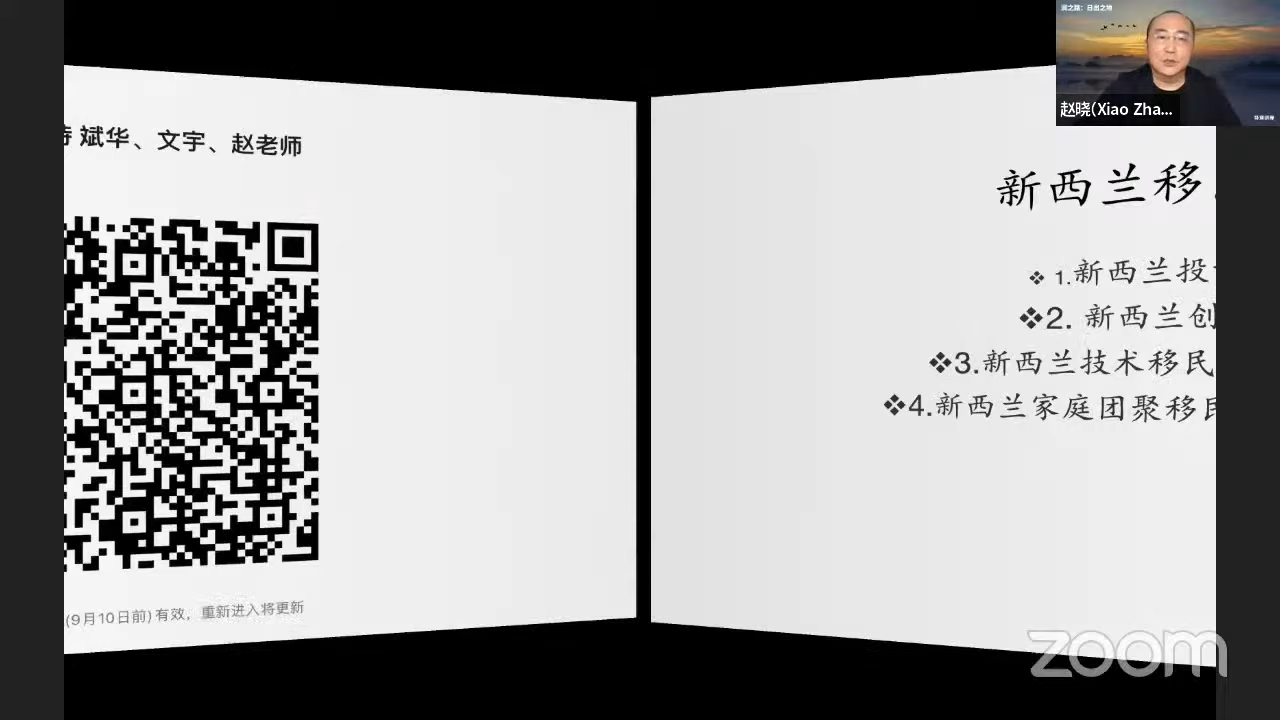 斌华、文宇、赵老师
(9月10日前)有效，重新进入将更新
新西兰移
❖ 1.新西兰投
❖2. 新西兰创
❖3.新西兰技术移民
❖4.新西兰家庭团聚移民
赵晓(Xiao Zha...
zoom